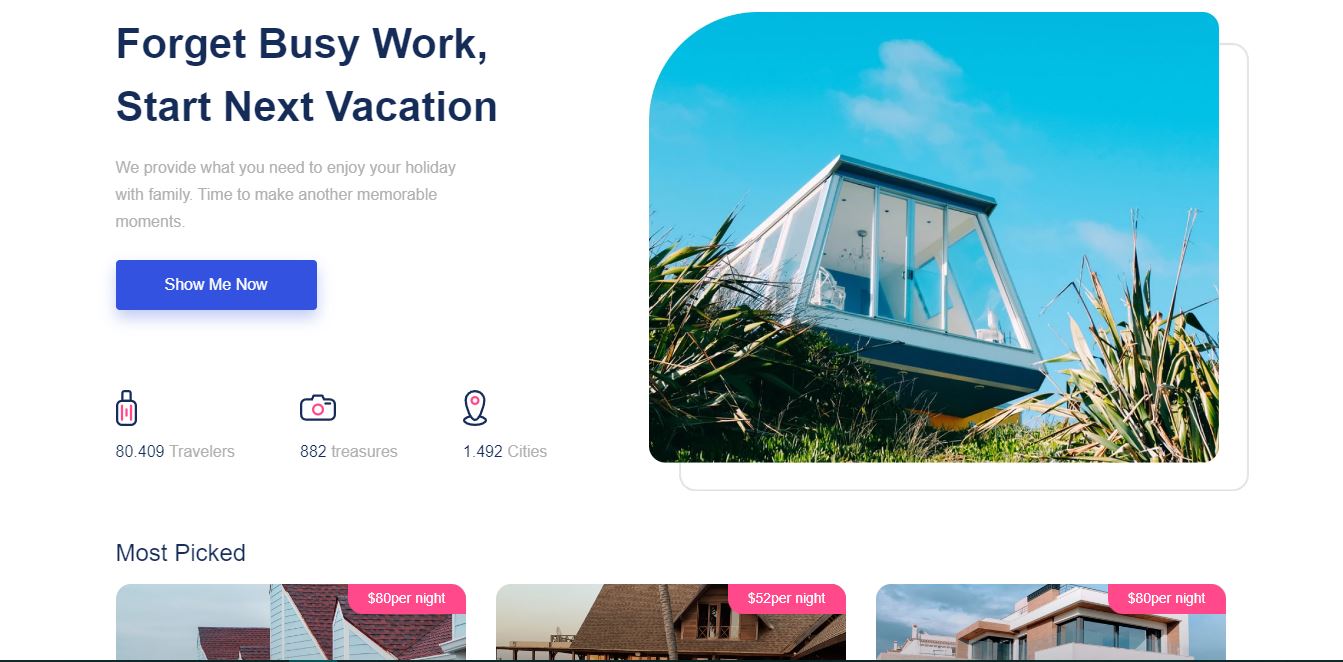 Forget Busy Work,
Start Next Vacation
We provide what you need to enjoy your holiday
with family. Time to make another memorable
moments.
Show Me Now
80.409 Travelers
882 treasures
1.492 Cities
Most Picked
$80per night
$52per night
$80per night